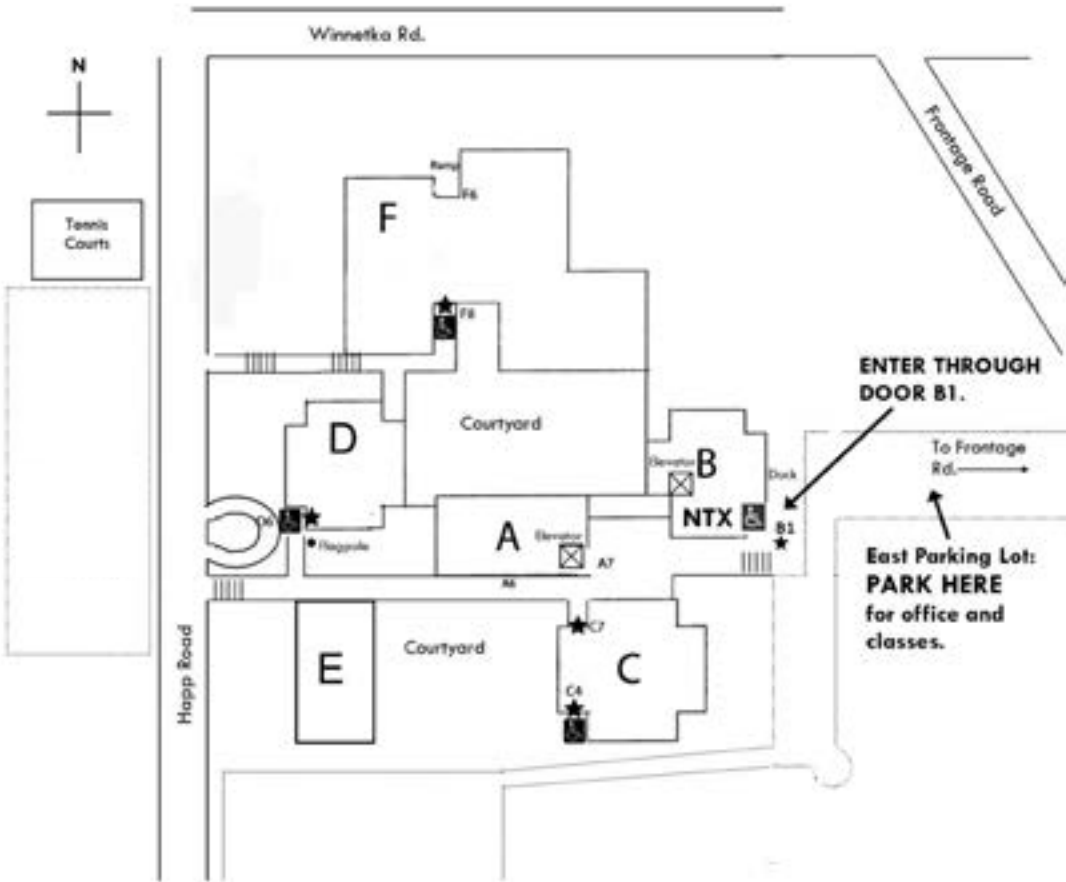 Winnetka Rd.
N
Frontage Road
Ramp
F6
F
Tennis
Courts
F8
ENTER THROUGH
DOOR B1.
D
Courtyard
To Frontage
Rd.
Elevator
B
Dock
NTX
B1
D6
Flagpole
A
Elevator
A7
A6
East Parking Lot:
PARK HERE
for office and
classes.
C7
E
Courtyard
C
C4
Happ Road